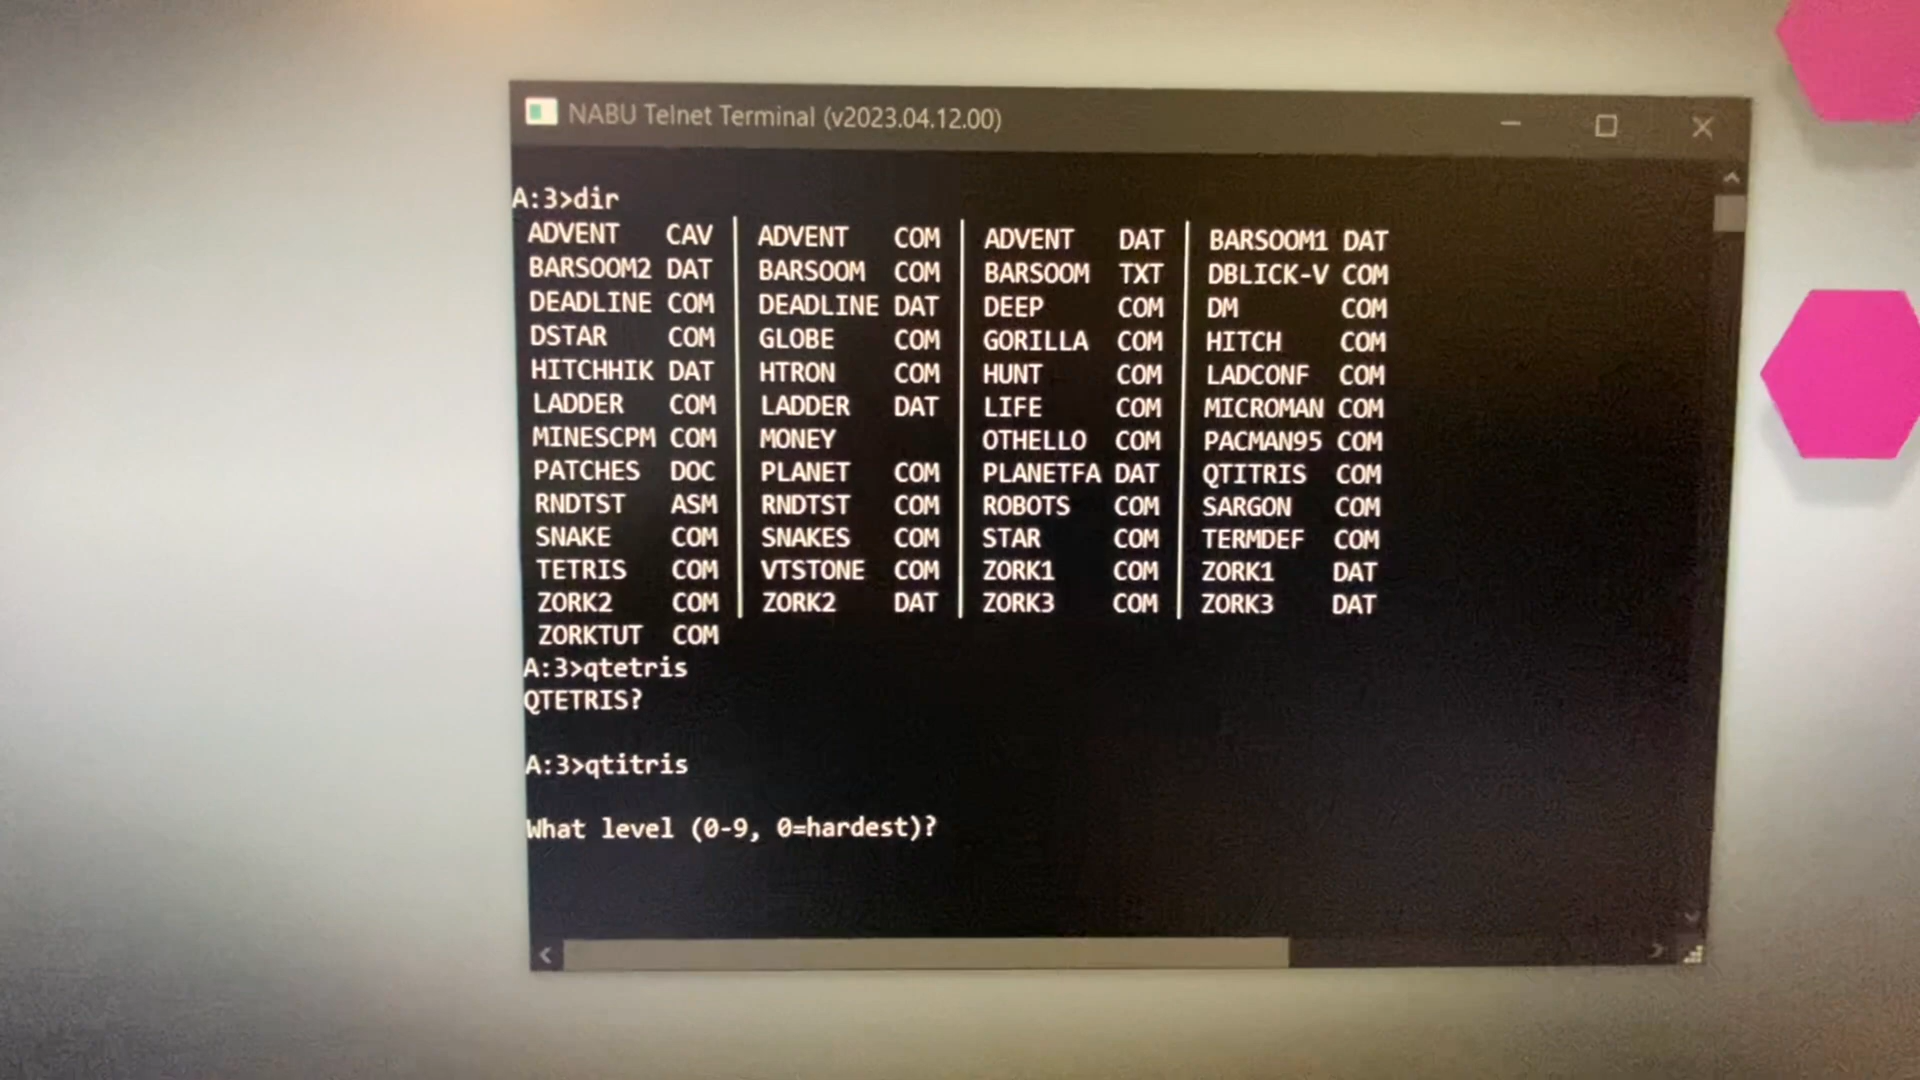 NABU Telnet Terminal (v2023.04.12.00)
A:3>dir
ADVENT CAV | ADVENT COM | ADVENT DAT | BARSOOM1 DAT
BARSOOM2 DAT | BARSOOM COM | BARSOOM TXT | DBLICK-V COM
DEADLINE COM | DEADLINE DAT | DEEP COM | DM COM
DSTAR COM | GLOBE COM | GORILLA COM | HITCH COM
HITCHHIK DAT | HTRON COM | HUNT COM | LADCONF COM
LADDER COM | LADDER DAT | LIFE COM | MICROMAN COM
MINESCPM COM | MONEY | OTHELLO COM | PACMAN95 COM
PATCHES DOC | PLANET COM | PLANETFA DAT | QTITRIS COM
RNDTST ASM | RNDTST COM | ROBOTS COM | SARGON COM
SNAKE COM | SNAKES COM | STAR COM | TERMDEF COM
TETRIS COM | VTSTONE COM | ZORK1 COM | ZORK1 DAT
ZORK2 COM | ZORK2 DAT | ZORK3 COM | ZORK3 DAT
ZORKTUT COM
A:3>qtetris
QTETRIS?
A:3>qtitris
What level (0-9, 0=hardest)?